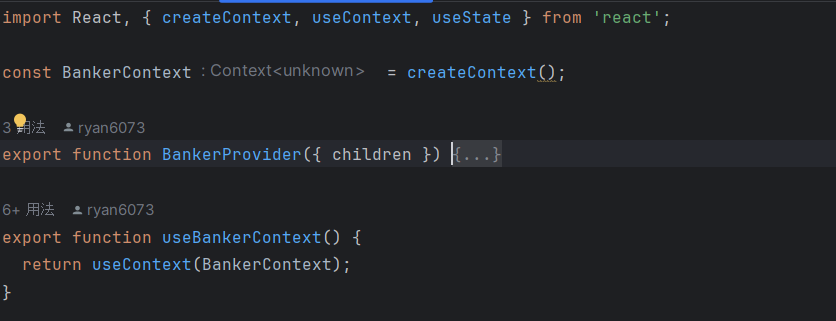 import React, { createContext, useContext, useState } from 'react';
const BankerContext : Context<unknown> = createContext();
3 用法 ryan6073
export function BankerProvider({ children }) {...}
6+ 用法 ryan6073
export function useBankerContext() {
return useContext(BankerContext);
}